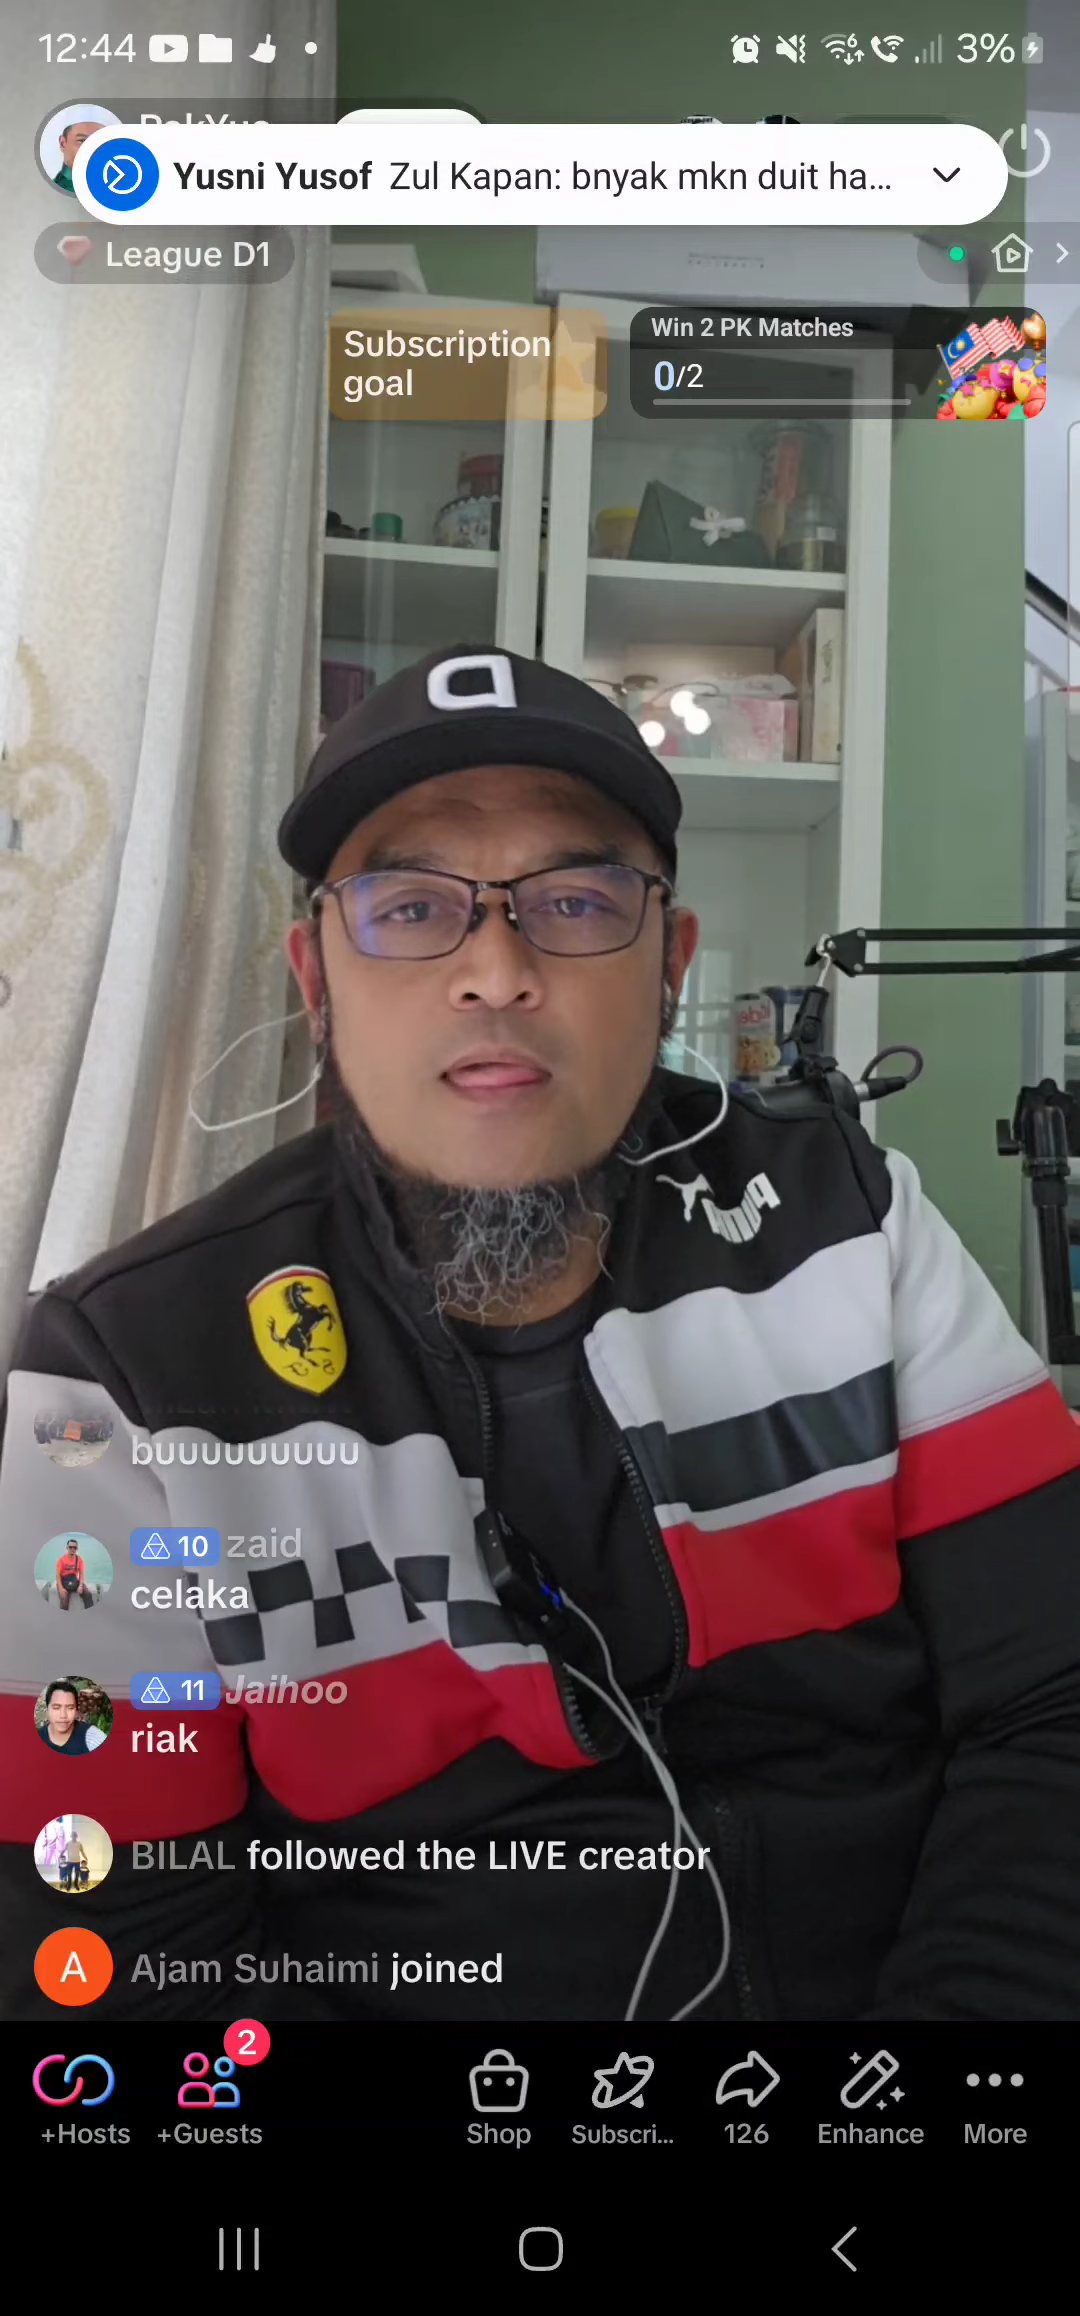 12:44
3%
Yusni Yusof Zul Kapan: bnyak mkn duit ha...
League D1
Subscription
goal
Win 2 PK Matches
0/2
buuuuuuuuu
10 zaid
celaka
11 Jaihoo
riak
BILAL followed the LIVE creator
A
Ajam Suhaimi joined
2
+Hosts
+Guests
Shop
Subscri...
126
Enhance
More